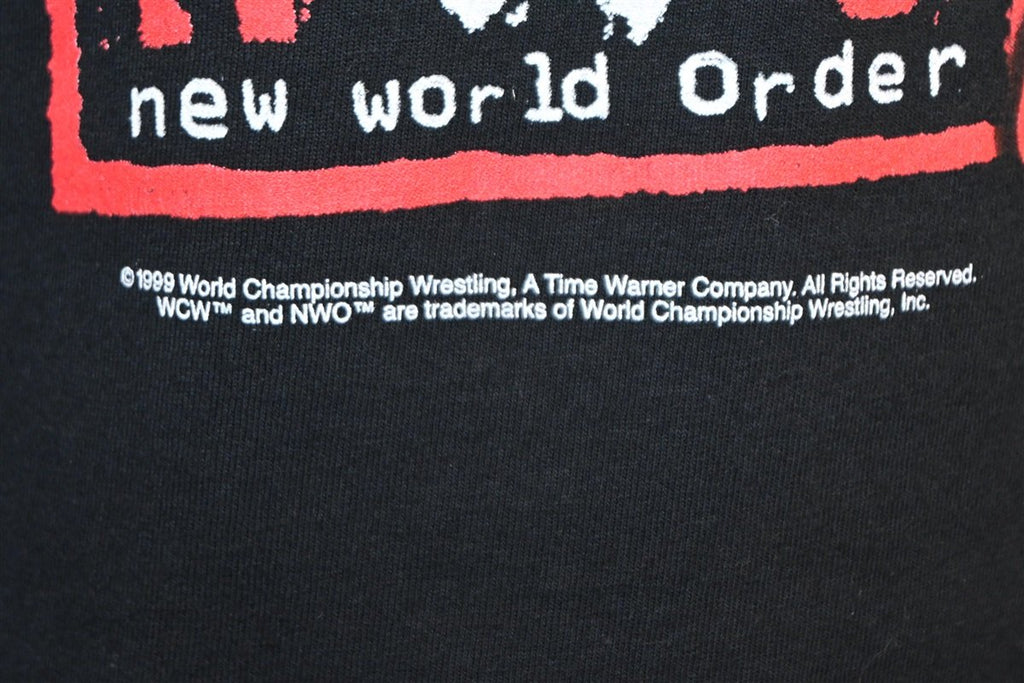 new world Order
©1999 World Championship Wrestling, A Time Warner Company. All Rights Reserved.
WCW™ and NWO™ are trademarks of World Championship Wrestling, Inc.